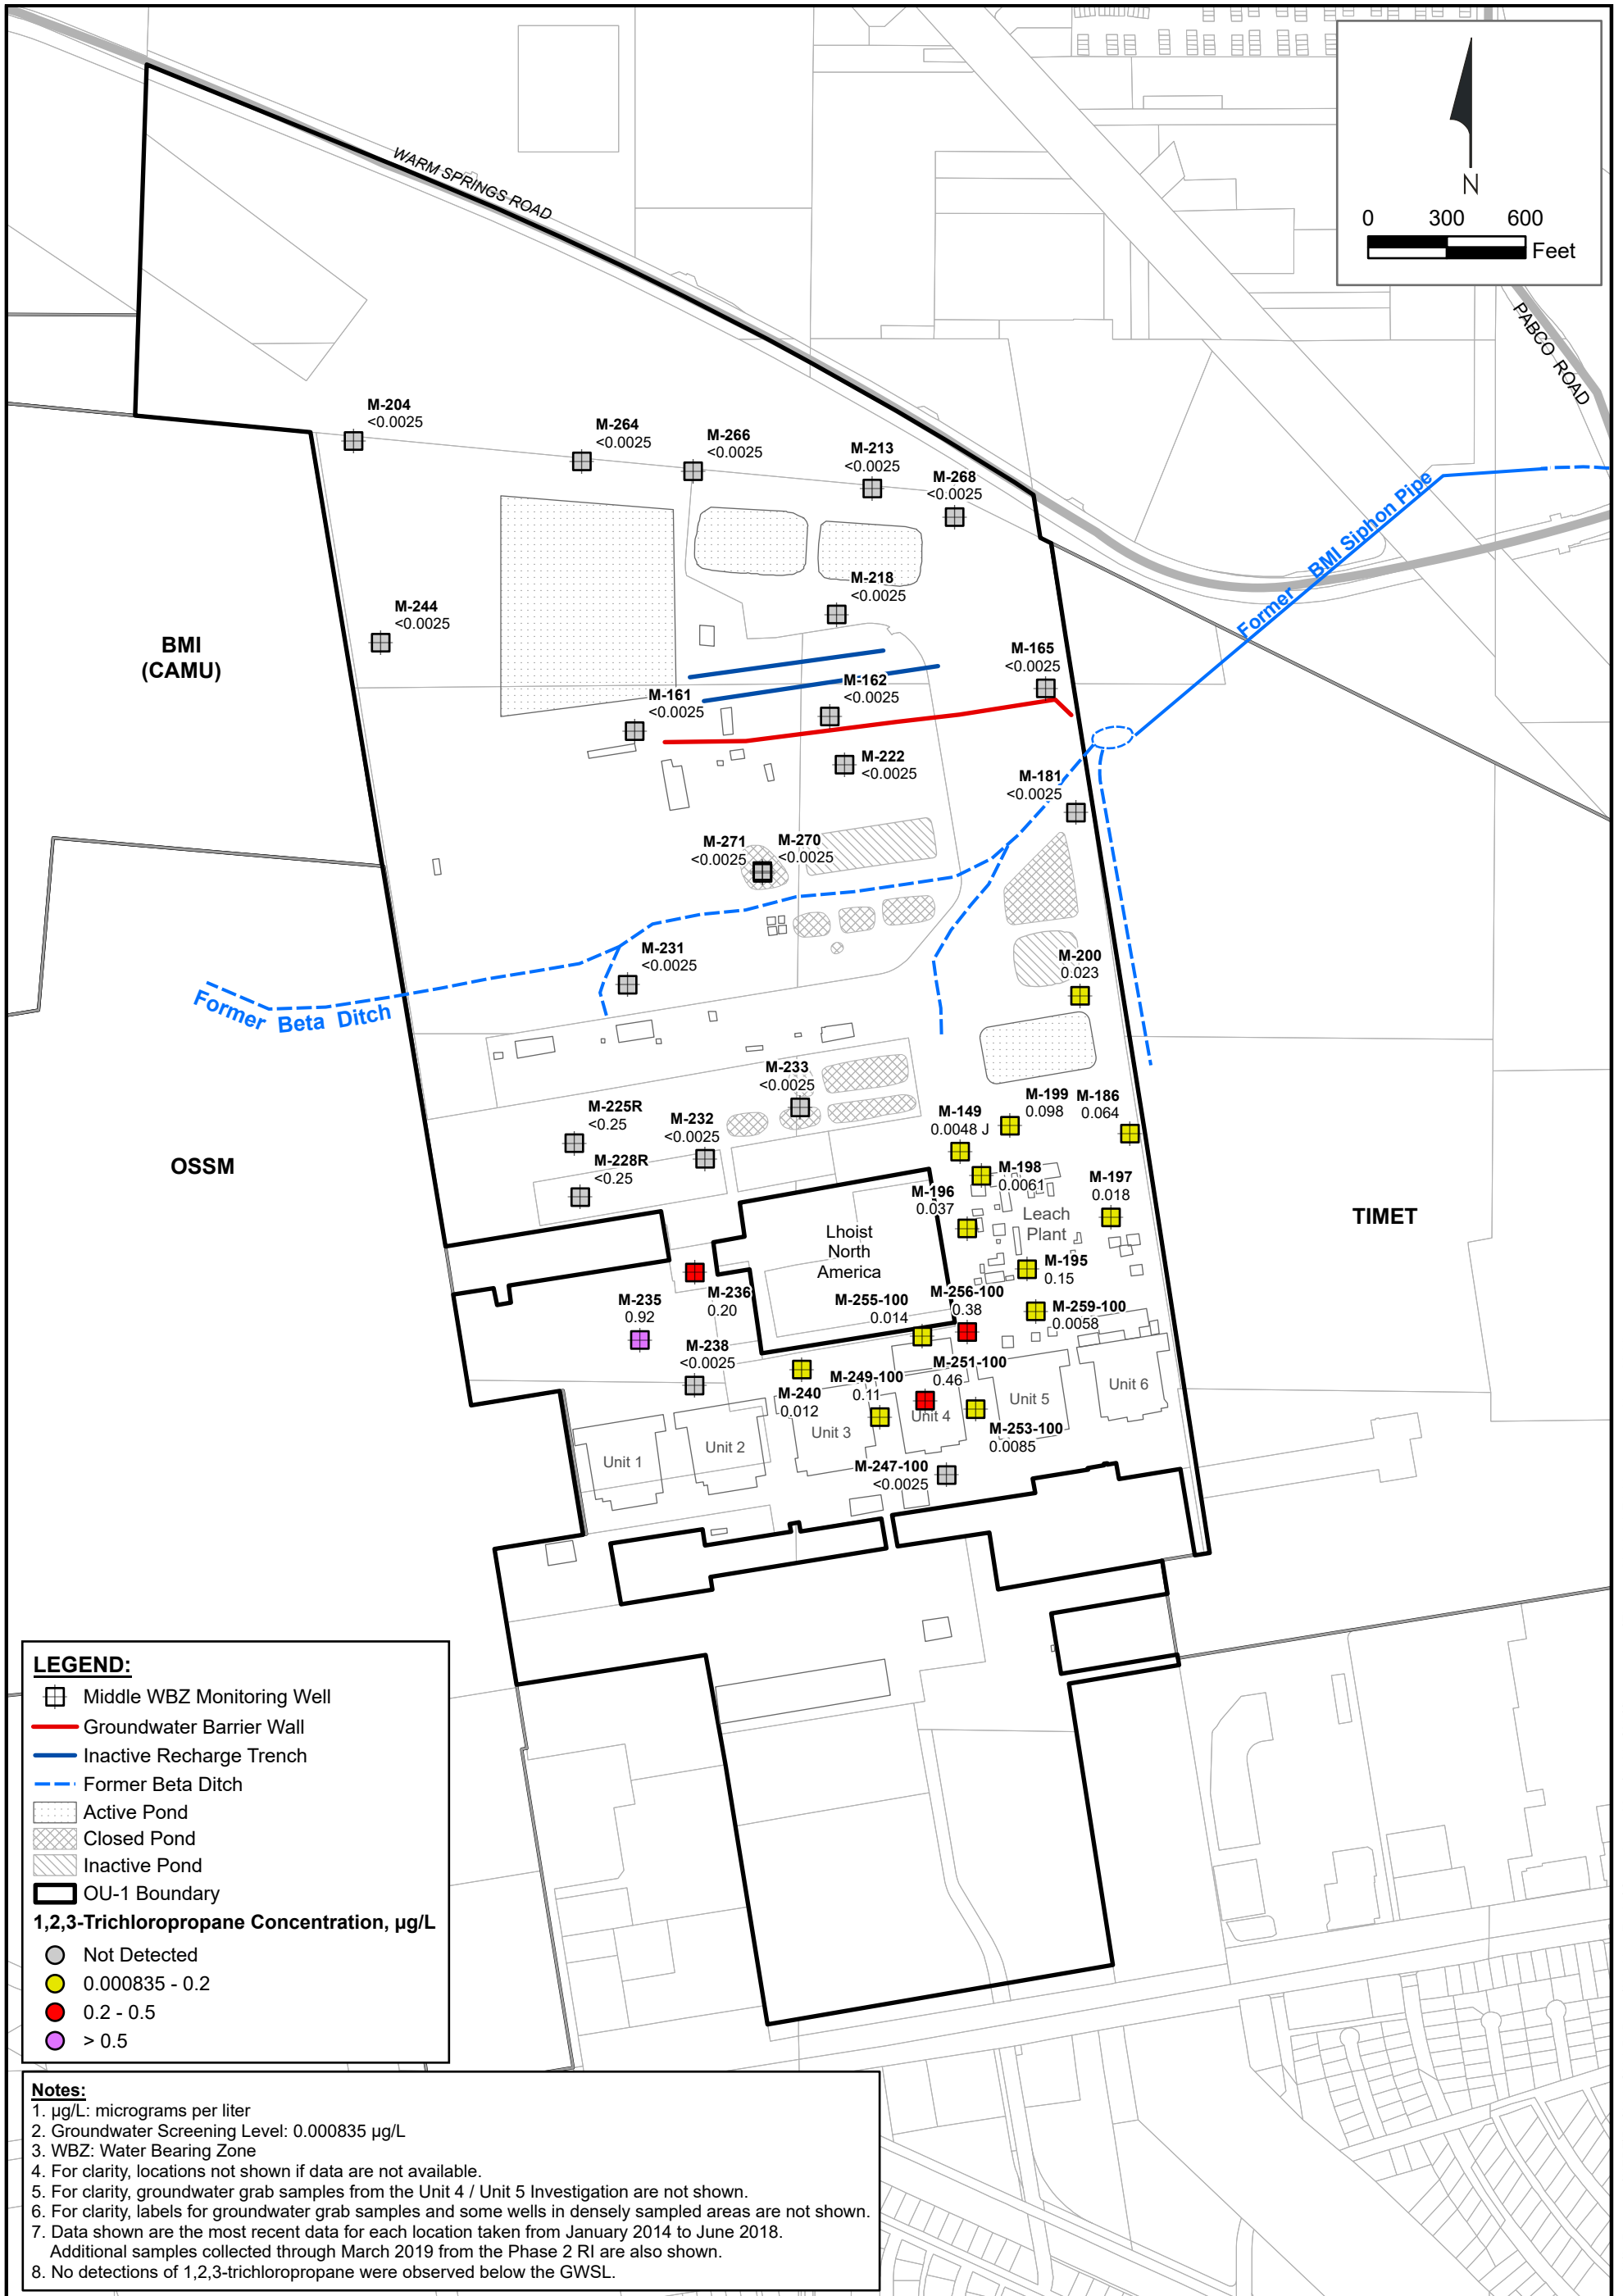 N
0 300 600
Feet
WARM SPRINGS ROAD
PABCO ROAD
M-204
<0.0025
M-264
<0.0025
M-266
<0.0025
M-213
<0.0025
M-268
<0.0025
Former BMI Siphon Pipe
M-218
<0.0025
M-244
<0.0025
BMI
(CAMU)
M-165
<0.0025
M-162
<0.0025
M-161
<0.0025
M-222
<0.0025
M-181
<0.0025
M-271
<0.0025
M-270
<0.0025
M-231
<0.0025
M-200
0.023
Former Beta Ditch
M-233
<0.0025
M-199
0.098
M-186
0.064
M-149
0.0048 J
M-225R
<0.25
M-232
<0.0025
M-228R
<0.25
OSSM
M-198
0.0061
M-197
0.018
M-196
0.037
Leach
Plant
TIMET
Lhoist
North
America
M-195
0.15
M-236
0.20
M-235
0.92
M-255-100
0.014
M-256-100
0.38
M-259-100
0.0058
M-238
<0.0025
M-251-100
0.46
M-249-100
0.11
M-240
0.012
Unit 6
Unit 5
Unit 4
Unit 3
Unit 2
Unit 1
M-253-100
0.0085
M-247-100
<0.0025
LEGEND:
Middle WBZ Monitoring Well
Groundwater Barrier Wall
Inactive Recharge Trench
Former Beta Ditch
Active Pond
Closed Pond
Inactive Pond
OU-1 Boundary
1,2,3-Trichloropropane Concentration, µg/L
Not Detected
0.000835 - 0.2
0.2 - 0.5
> 0.5
Notes:
1. µg/L: micrograms per liter
2. Groundwater Screening Level: 0.000835 µg/L
3. WBZ: Water Bearing Zone
4. For clarity, locations not shown if data are not available.
5. For clarity, groundwater grab samples from the Unit 4 / Unit 5 Investigation are not shown.
6. For clarity, labels for groundwater grab samples and some wells in densely sampled areas are not shown.
7. Data shown are the most recent data for each location taken from January 2014 to June 2018.
Additional samples collected through March 2019 from the Phase 2 RI are also shown.
8. No detections of 1,2,3-trichloropropane were observed below the GWSL.